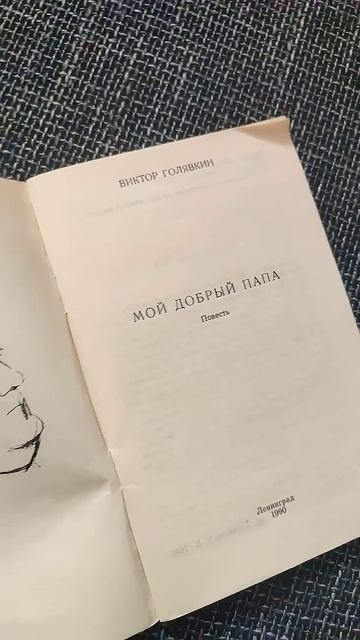 ВИКТОР ГОЛЯВКИН
МОЙ ДОБРЫЙ ПАПА
Повесть
Ленинград
1990